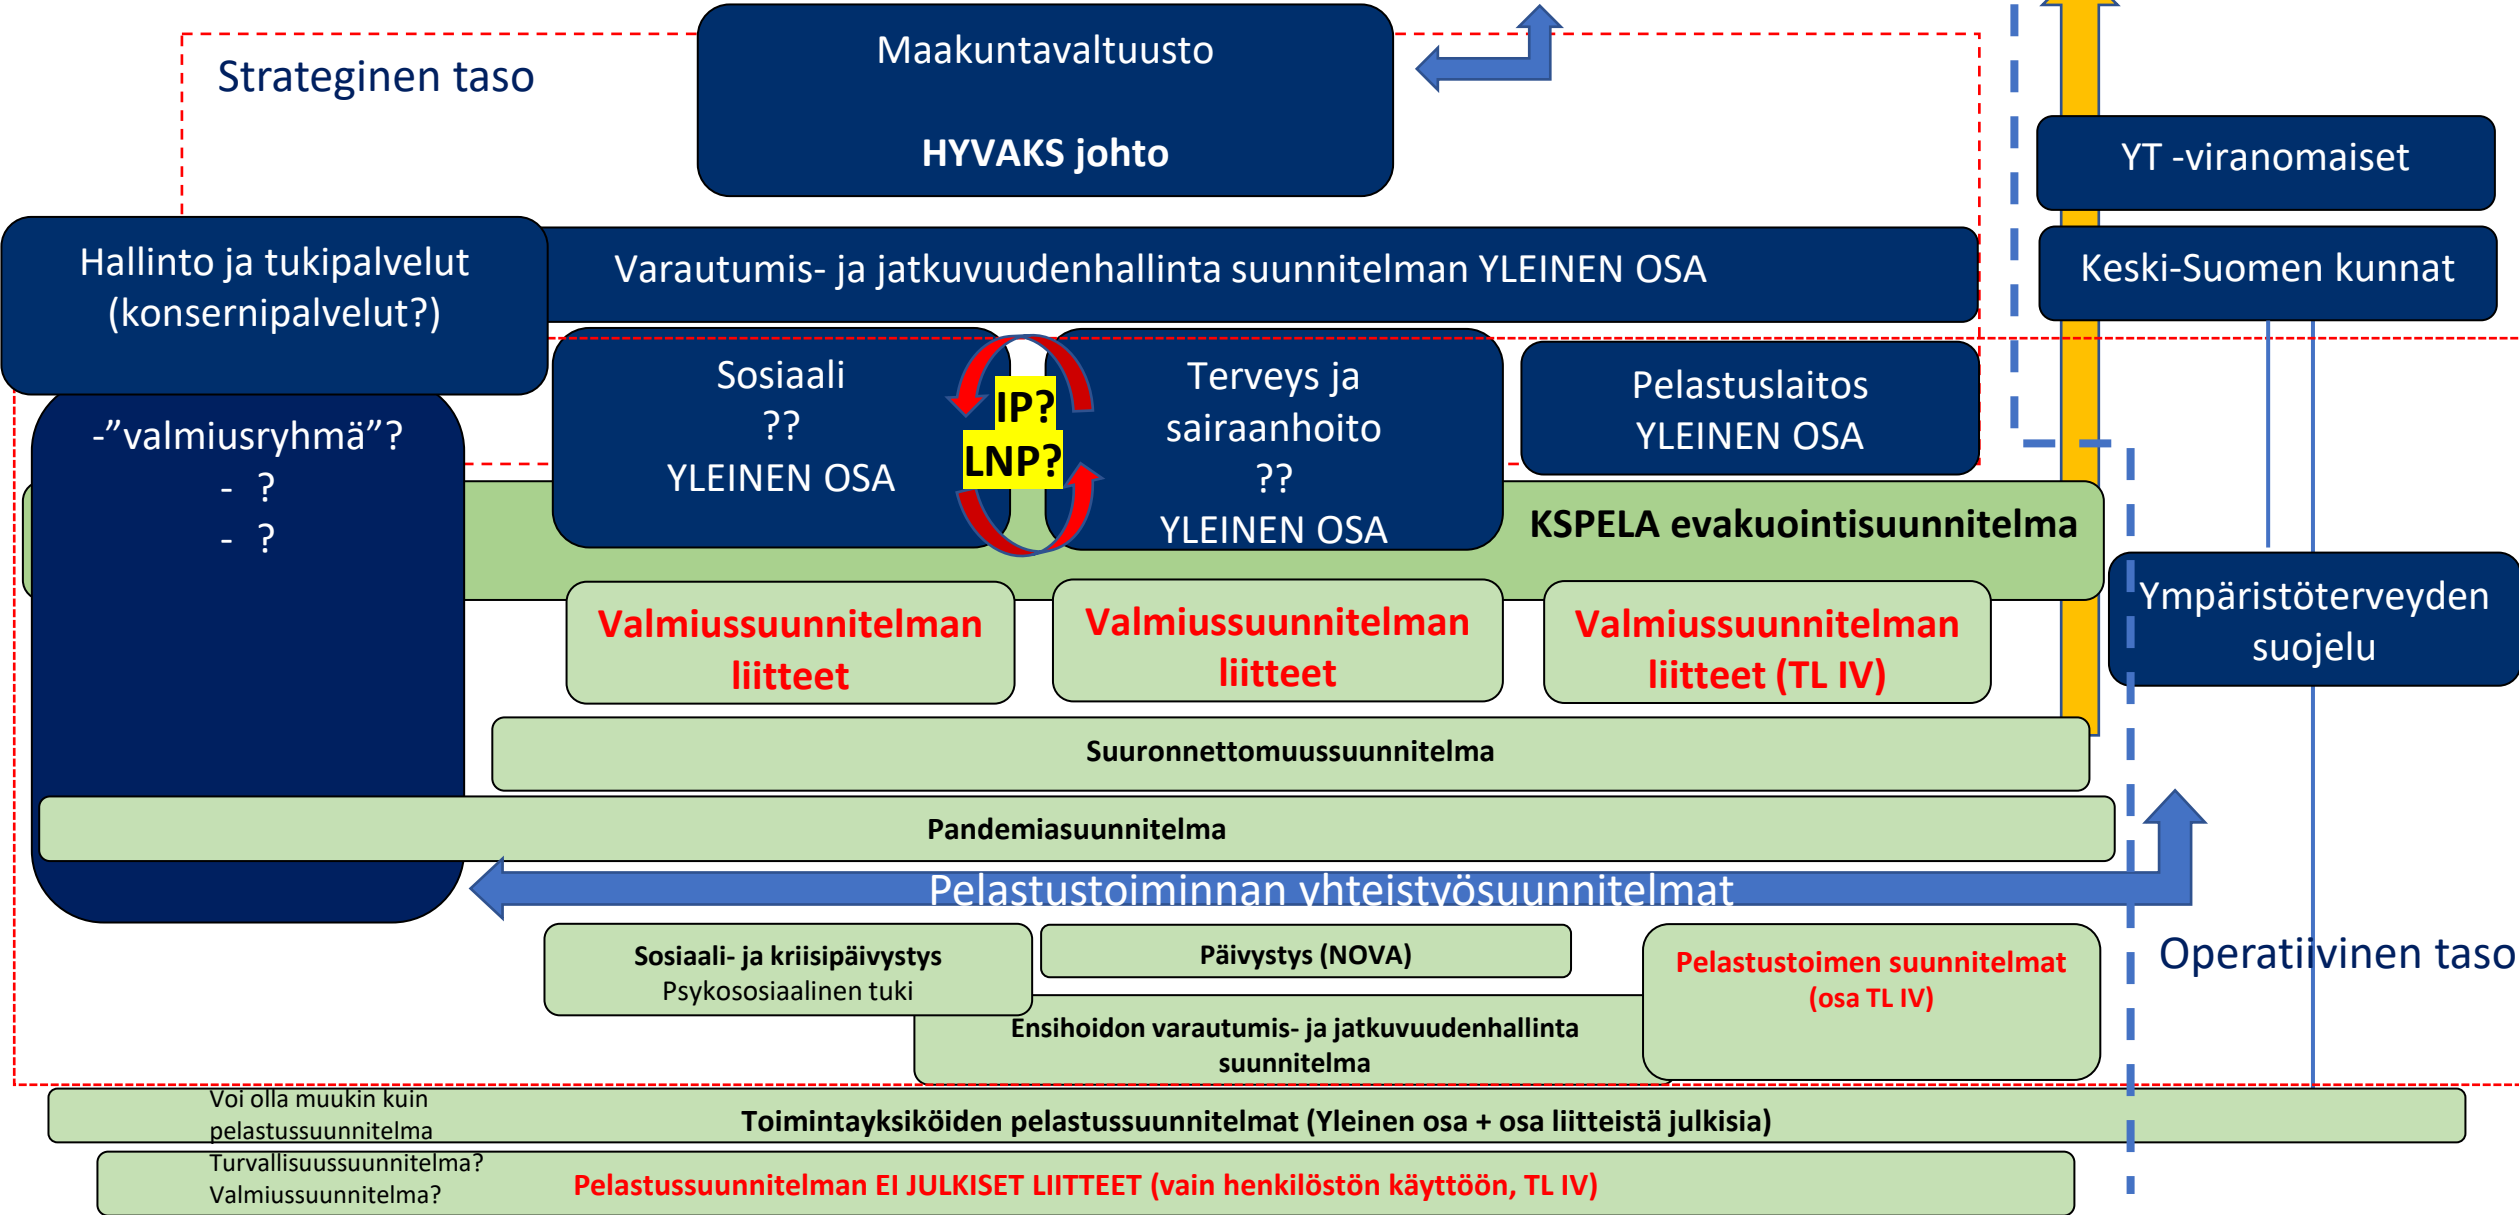 Strateginen taso
Maakuntavaltuusto
HYVAKS johto
YT -viranomaiset
Hallinto ja tukipalvelut
(konsernipalvelut?)
Varautumis- ja jatkuvuudenhallinta suunnitelman YLEINEN OSA
Keski-Suomen kunnat
-”valmiusryhmä”?
- ?
- ?
Sosiaali
??
YLEINEN OSA
IP?
LNP?
Terveys ja
sairaanhoito
??
YLEINEN OSA
Pelastuslaitos
YLEINEN OSA
KSPELA evakuointisuunnitelma
Valmiussuunnitelman
liitteet
Valmiussuunnitelman
liitteet
Valmiussuunnitelman
liitteet (TL IV)
Ympäristöterveyden
suojelu
Suuronnettomuussuunnitelma
Pandemiasuunnitelma
Pelastustoiminnan yhteistyösuunnitelmat
Sosiaali- ja kriisipäivystys
Psykososiaalinen tuki
Päivystys (NOVA)
Pelastustoimen suunnitelmat
(osa TL IV)
Operatiivinen taso
Ensihoidon varautumis- ja jatkuvuudenhallinta
suunnitelma
Voi olla muukin kuin
pelastussuunnitelma
Turvallisuussuunnitelma?
Valmiussuunnitelma?
Toimintayksiköiden pelastussuunnitelmat (Yleinen osa + osa liitteistä julkisia)
Pelastussuunnitelman EI JULKISET LIITTEET (vain henkilöstön käyttöön, TL IV)